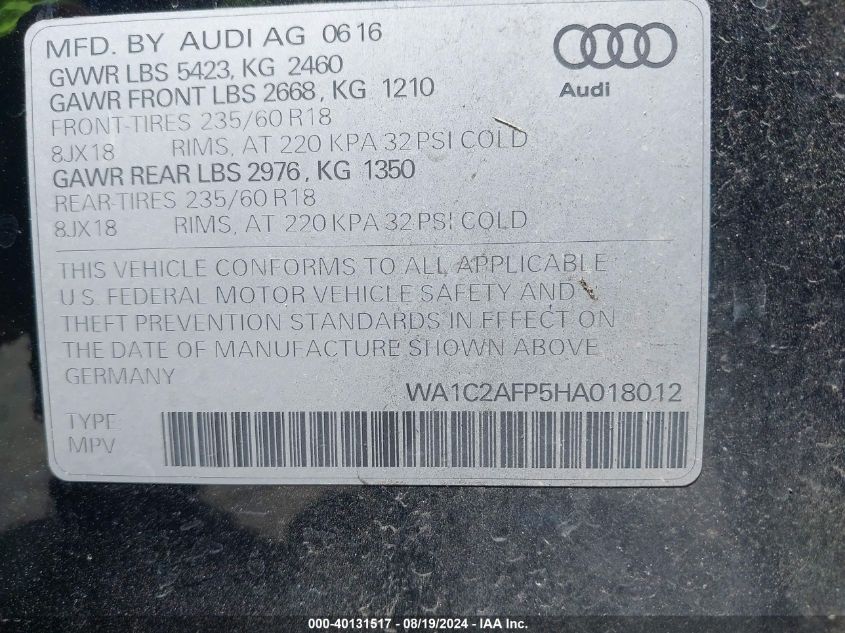 MFD. BY AUDI AG 0616
GVWR LBS 5423, KG 2460
GAWR FRONT LBS 2668, KG 1210
FRONT-TIRES 235/60 R18
8JX18 RIMS, AT 220 KPA 32 PSI COLD
GAWR REAR LBS 2976, KG 1350
REAR-TIRES 235/60 R18
8JX18 RIMS, AT 220 KPA 32 PSI COLD
Audi
THIS VEHICLE CONFORMS TO ALL APPLICABLE
U.S. FEDERAL MOTOR VEHICLE SAFETY AND
THEFT PREVENTION STANDARDS IN EFFECT ON
THE DATE OF MANUFACTURE SHOWN ABOVE
GERMANY
WA1C2AFP5HA018012
TYPE:
MPV
000-40131517 - 08/19/2024 - IAA Inc.